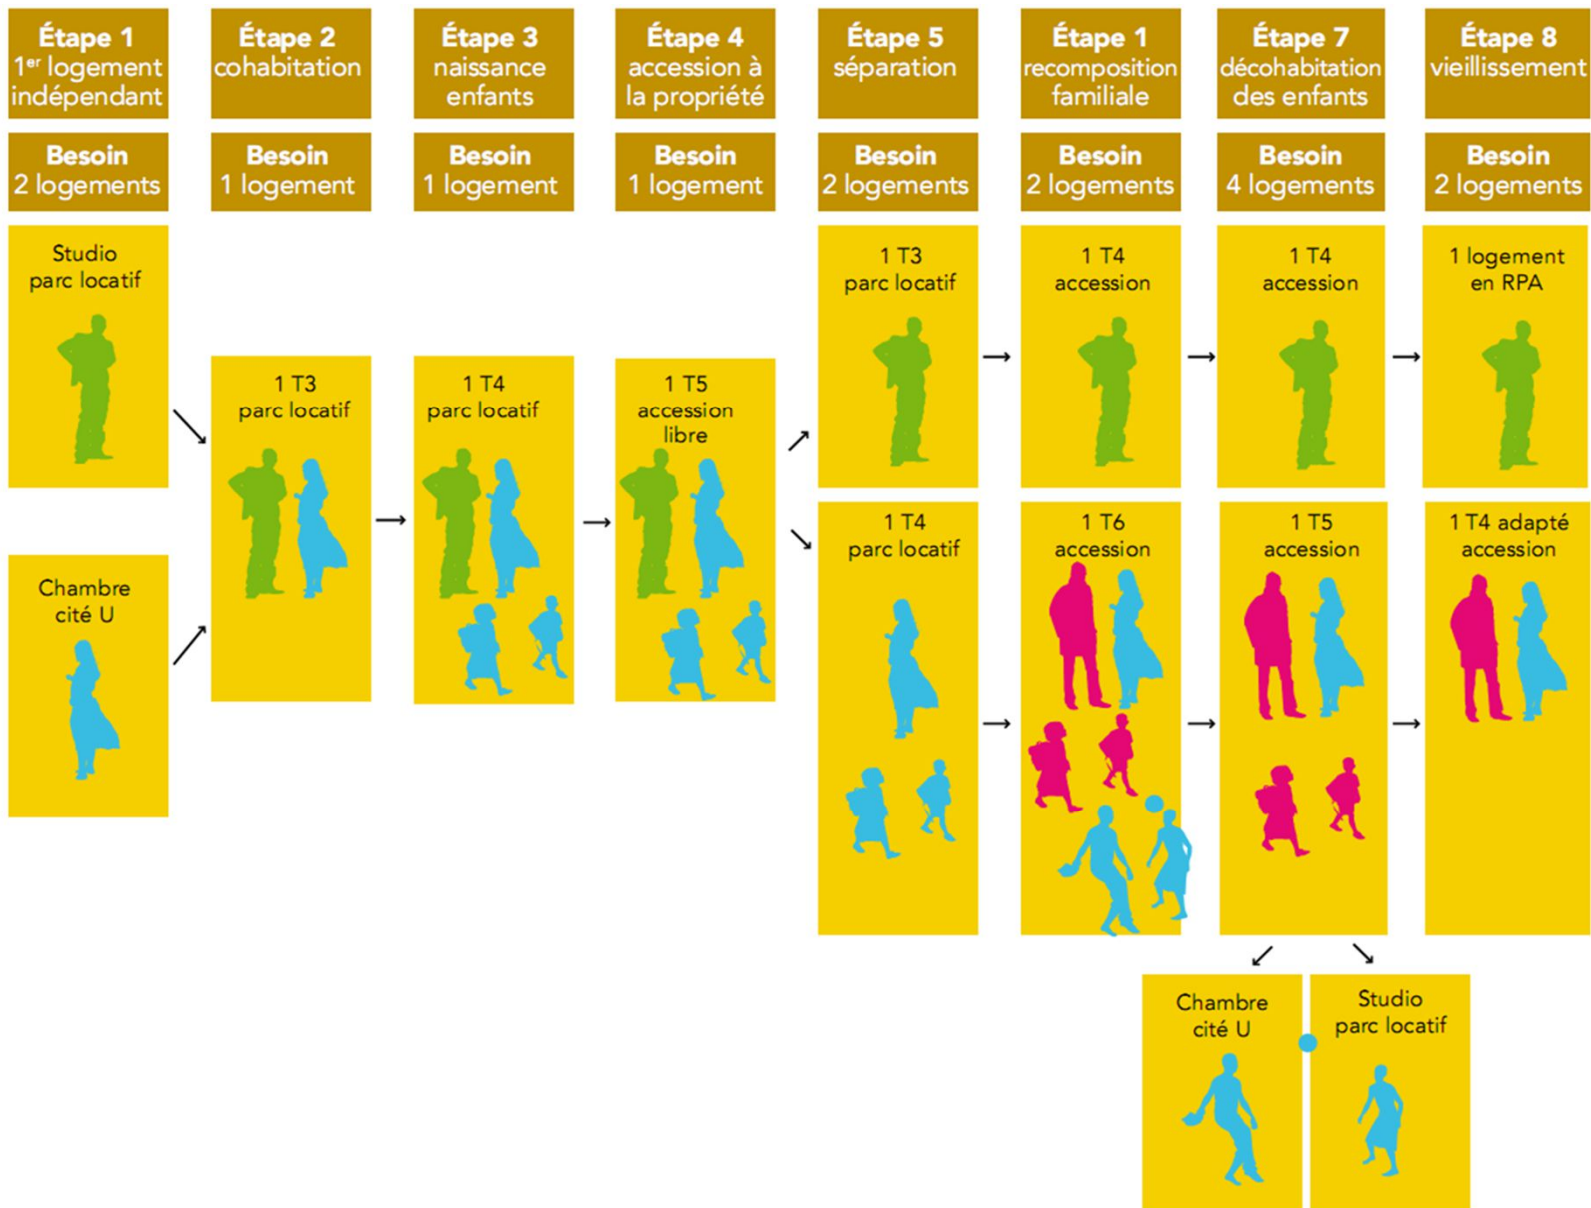 Étape 1
1er logement
indépendant
Étape 2
cohabitation
Étape 3
naissance
enfants
Étape 4
accession à
la propriété
Étape 5
séparation
Étape 1
recomposition
familiale
Étape 7
décohabitation
des enfants
Étape 8
vieillissement
Besoin
2 logements
Besoin
1 logement
Besoin
1 logement
Besoin
1 logement
Besoin
2 logements
Besoin
2 logements
Besoin
4 logements
Besoin
2 logements
Studio
parc locatif
Chambre
cité U
1 T3
parc locatif
1 T4
parc locatif
1 T5
accession
libre
1 T3
parc locatif
1 T4
accession
1 T4
accession
1 logement
en RPA
1 T4
parc locatif
1 T6
accession
1 T5
accession
1 T4 adapté
accession
Chambre
cité U
Studio
parc locatif